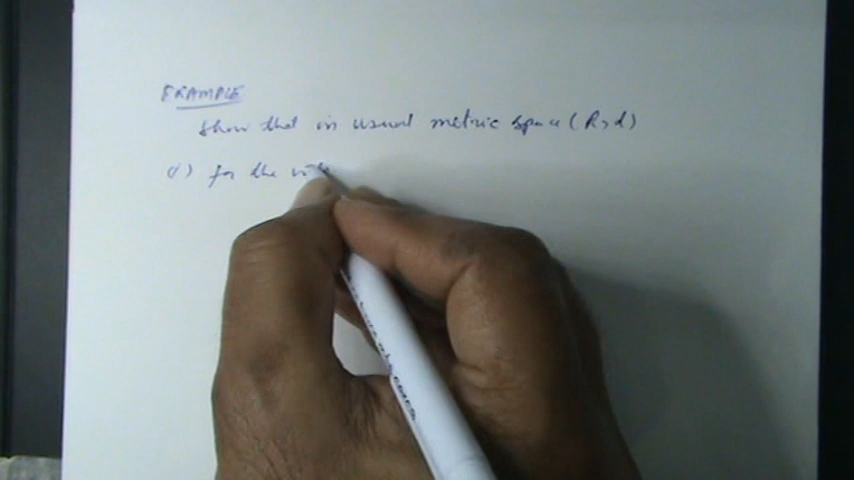 EXAMPLE
Show that in usual metric space (R, d)
(i) for the